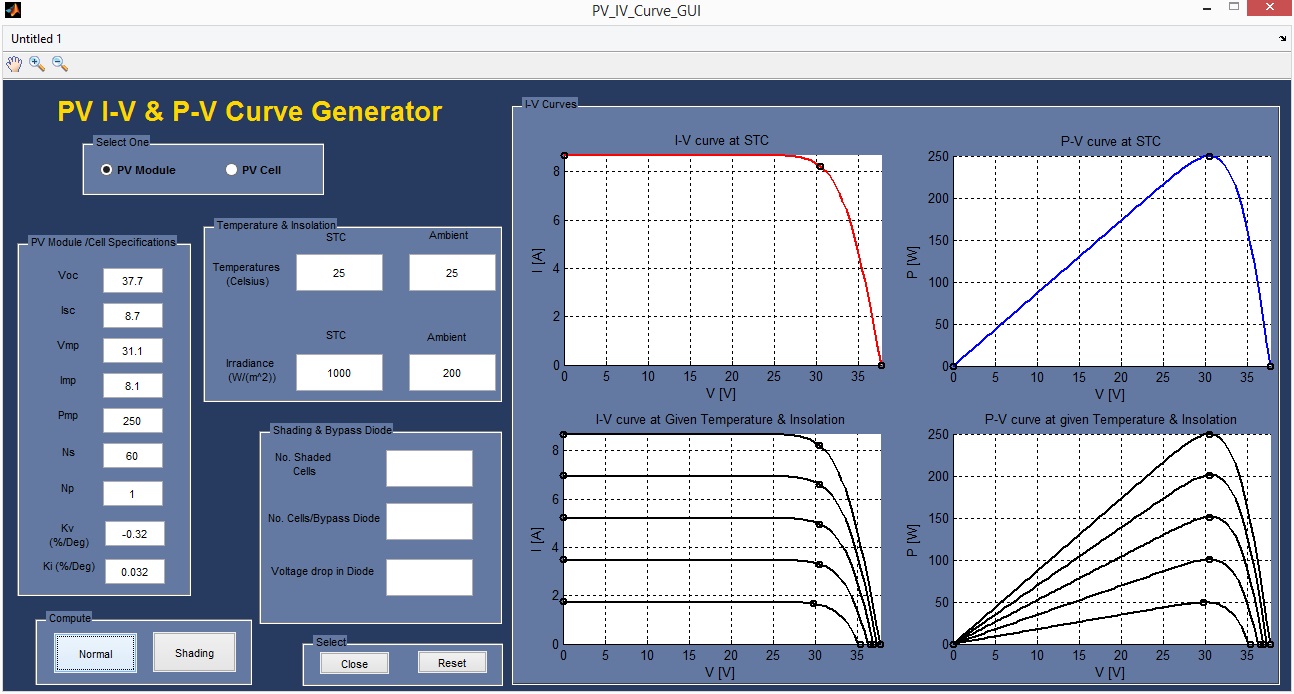 PV_IV_Curve_GUI
Untitled 1
PV I-V & P-V Curve Generator
Select One
PV Module
PV Cell
PV Module /Cell Specifications
Voc
37.7
Isc
8.7
Vmp
31.1
Imp
8.1
Pmp
250
Ns
60
Np
1
Kv
(%/Deg)
-0.32
Ki (%/Deg)
0.032
Temperature & Insolation
STC
Ambient
Temperatures
(Celsius)
25
25
STC
Ambient
Irradiance
(W/(m^2))
1000
200
Shading & Bypass Diode
No. Shaded
Cells
No. Cells/Bypass Diode
Voltage drop in Diode
Compute
Normal
Shading
Select
Close
Reset
I-V Curves
I-V curve at STC
I [A]
8
6
4
2
0
0 5 10 15 20 25 30 35
V [V]
P-V curve at STC
P [W]
250
200
150
100
50
0
0 5 10 15 20 25 30 35
V [V]
I-V curve at Given Temperature & Insolation
I [A]
8
6
4
2
0
0 5 10 15 20 25 30 35
V [V]
P-V curve at given Temperature & Insolation
P [W]
250
200
150
100
50
0
0 5 10 15 20 25 30 35
V [V]